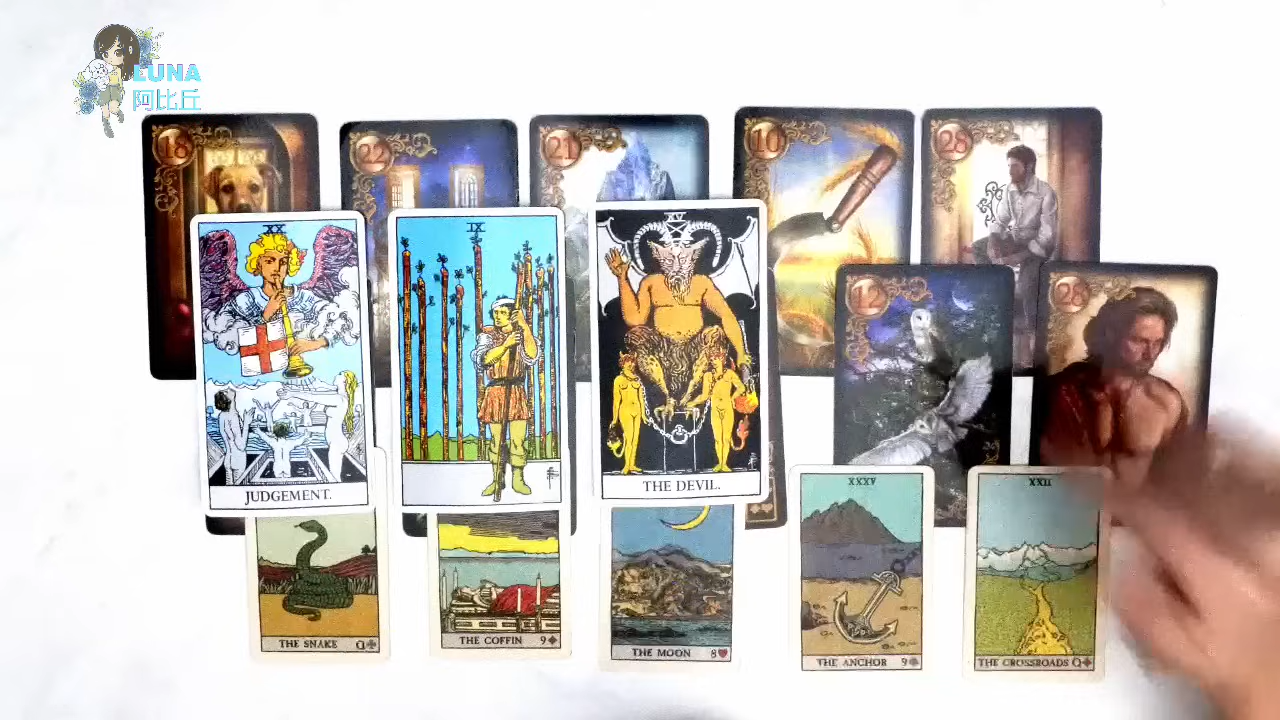 LUNA
阿比丘
18
22
21
10
28
XX
IX
XV
12
28
JUDGEMENT.
THE DEVIL.
XXXV
XXII
THE SNAKE Q♣
THE COFFIN 9♦
THE MOON 8♥
THE ANCHOR 9♠
THE CROSSROADS Q♦